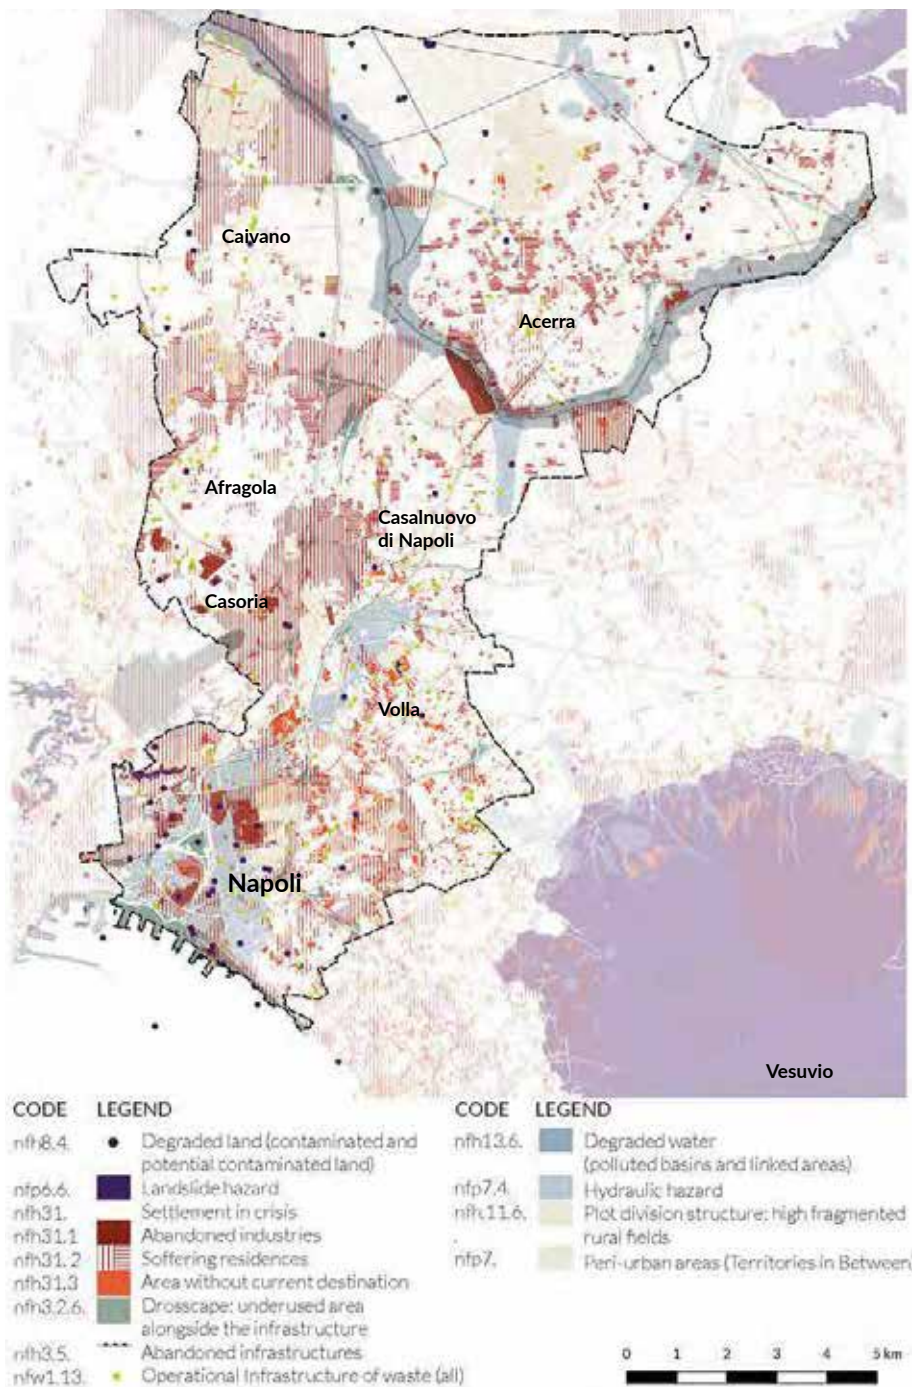 Caivano
Acerra
Afragola
Casalnuovo
di Napoli
Casoria
Volla
Napoli
Vesuvio
CODE LEGEND
nfh8.4. Degraded land (contaminated and
potential contaminated land)
nfp6.6. Landslide hazard
nfh31. Settlement in crisis
nfh31.1 Abandoned industries
nfh31.2 Soffering residences
nfh31.3 Area without current destination
nfh3.2.6. Drosscape: underused area
alongside the infrastructure
nfh3.5. Abandoned infrastructures
nfw1.13. Operational Infrastructure of waste (all)
CODE LEGEND
nfh13.6. Degraded water
(polluted basins and linked areas)
nfp7.4. Hydraulic hazard
nfk11.6. Plot division structure: high fragmented
rural fields
nfp7. Peri-urban areas (Territories in Between)
0 1 2 3 4 5 km